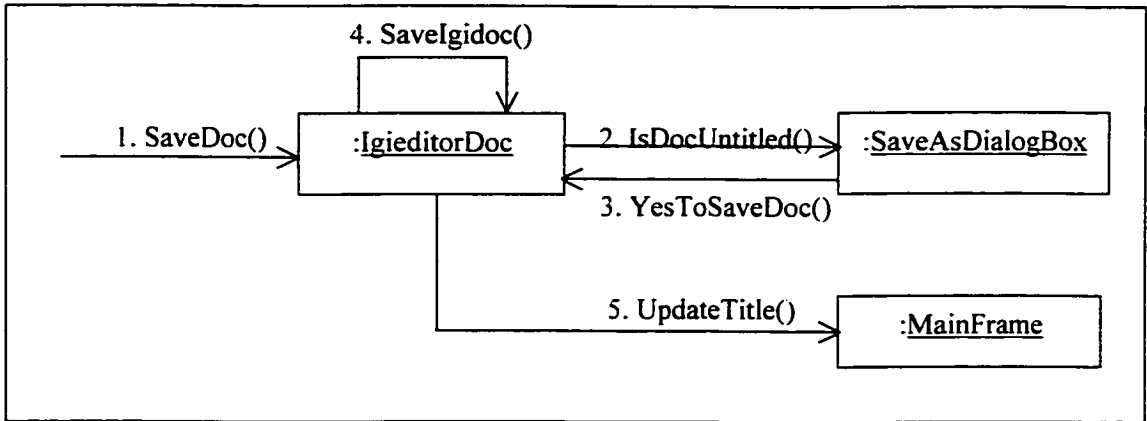 4. SaveIgidoc()
1. SaveDoc()
:IgieditorDoc
2. IsDocUntitled()
:SaveAsDialogBox
3. YesToSaveDoc()
5. UpdateTitle()
:MainFrame